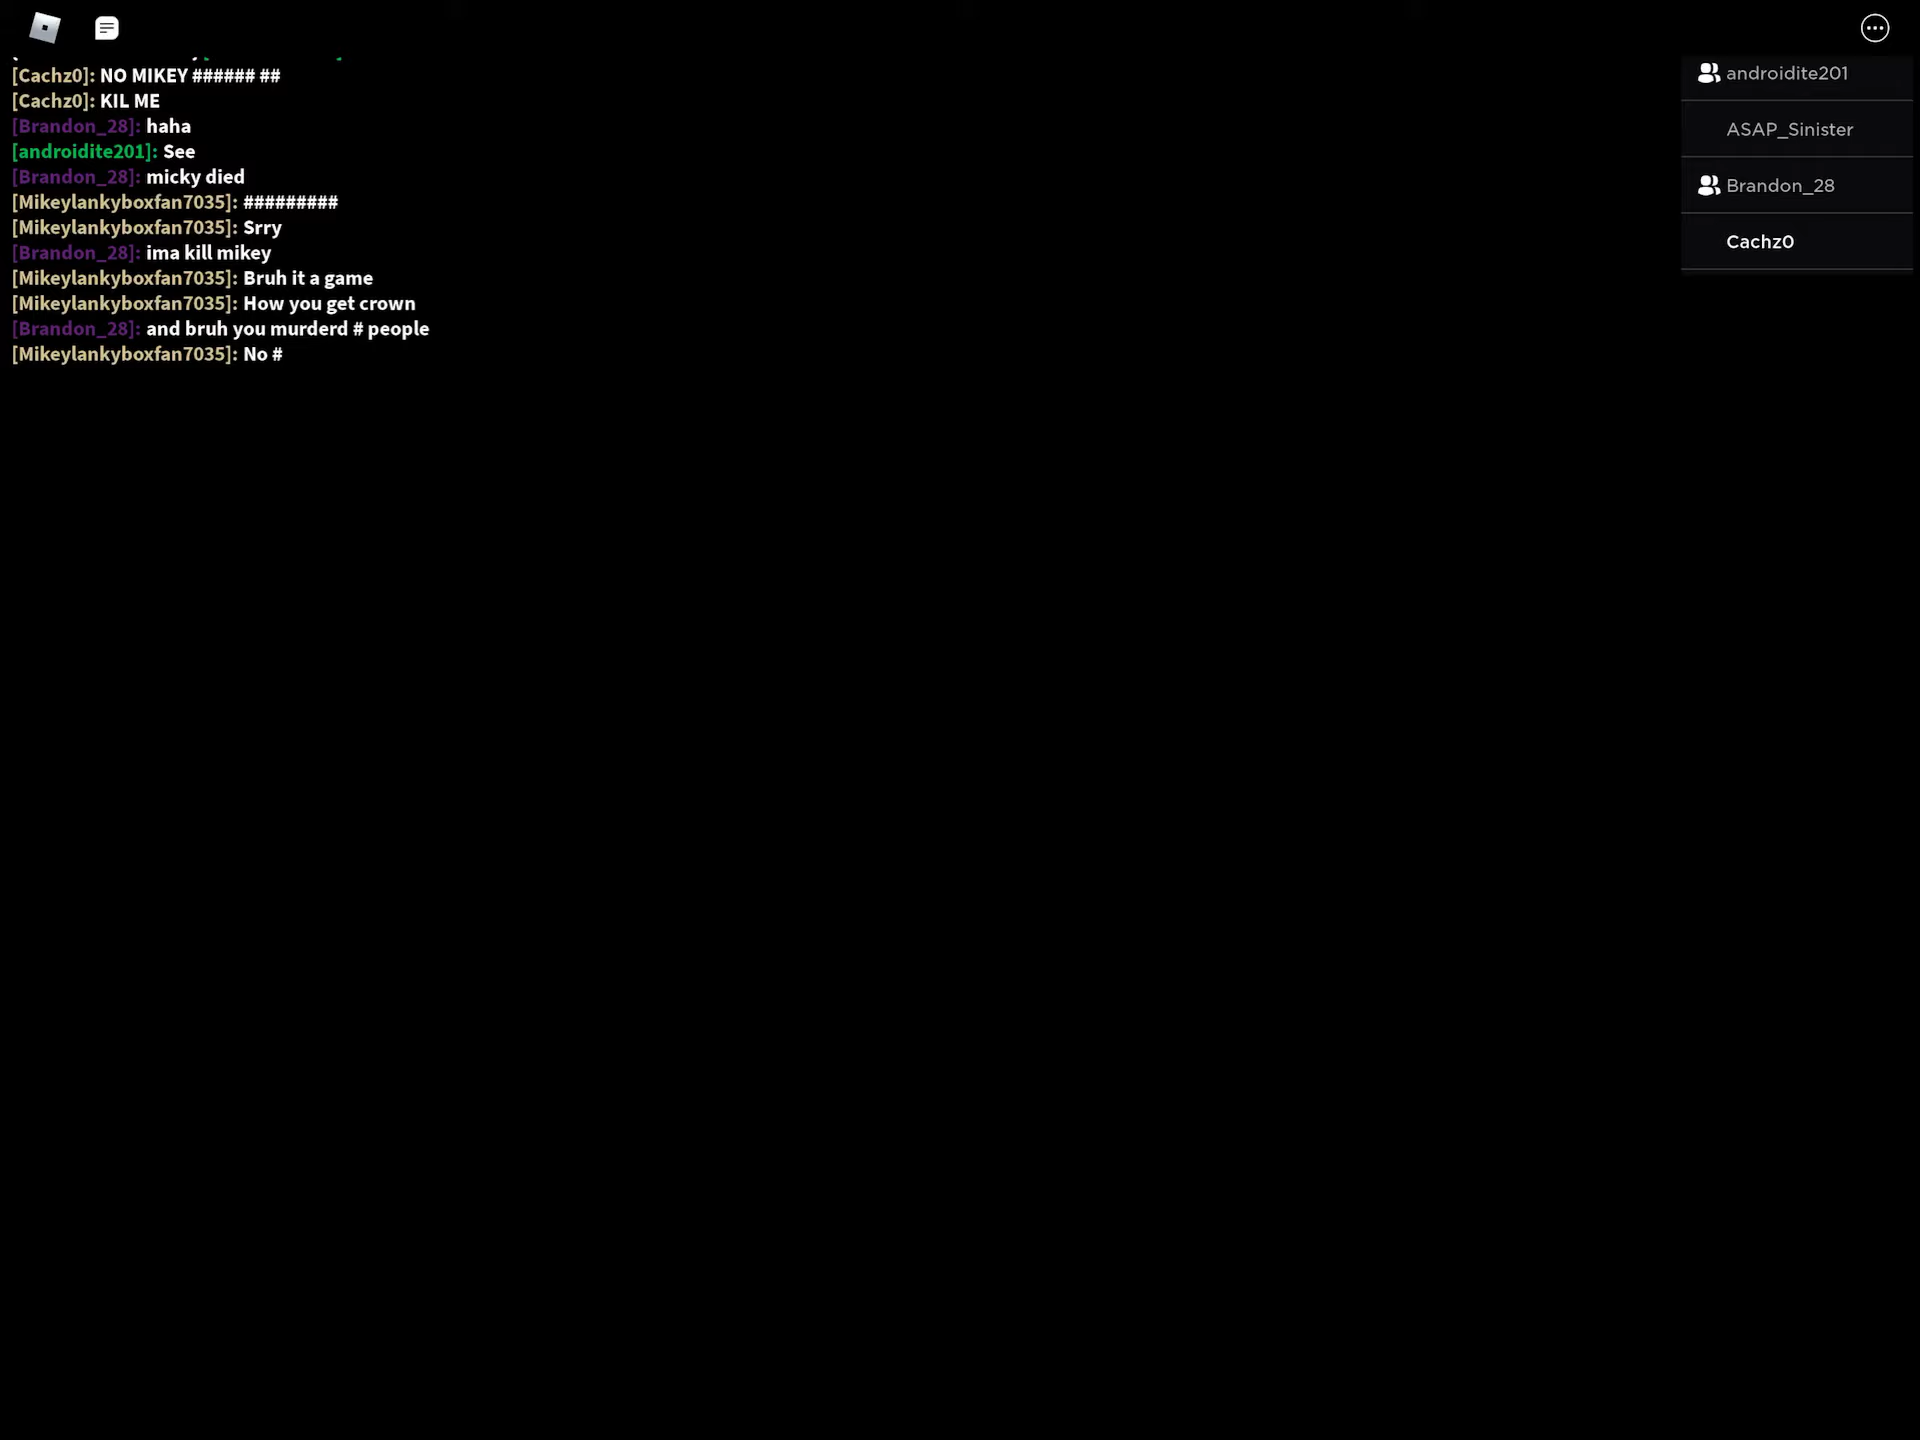 [Cachz0]: NO MIKEY ###### ##
[Cachz0]: KIL ME
[Brandon_28]: haha
[androidite201]: See
[Brandon_28]: micky died
[Mikeylankyboxfan7035]: #########
[Mikeylankyboxfan7035]: Srry
[Brandon_28]: ima kill mikey
[Mikeylankyboxfan7035]: Bruh it a game
[Mikeylankyboxfan7035]: How you get crown
[Brandon_28]: and bruh you murderd # people
[Mikeylankyboxfan7035]: No #
androidite201
ASAP_Sinister
Brandon_28
Cachz0